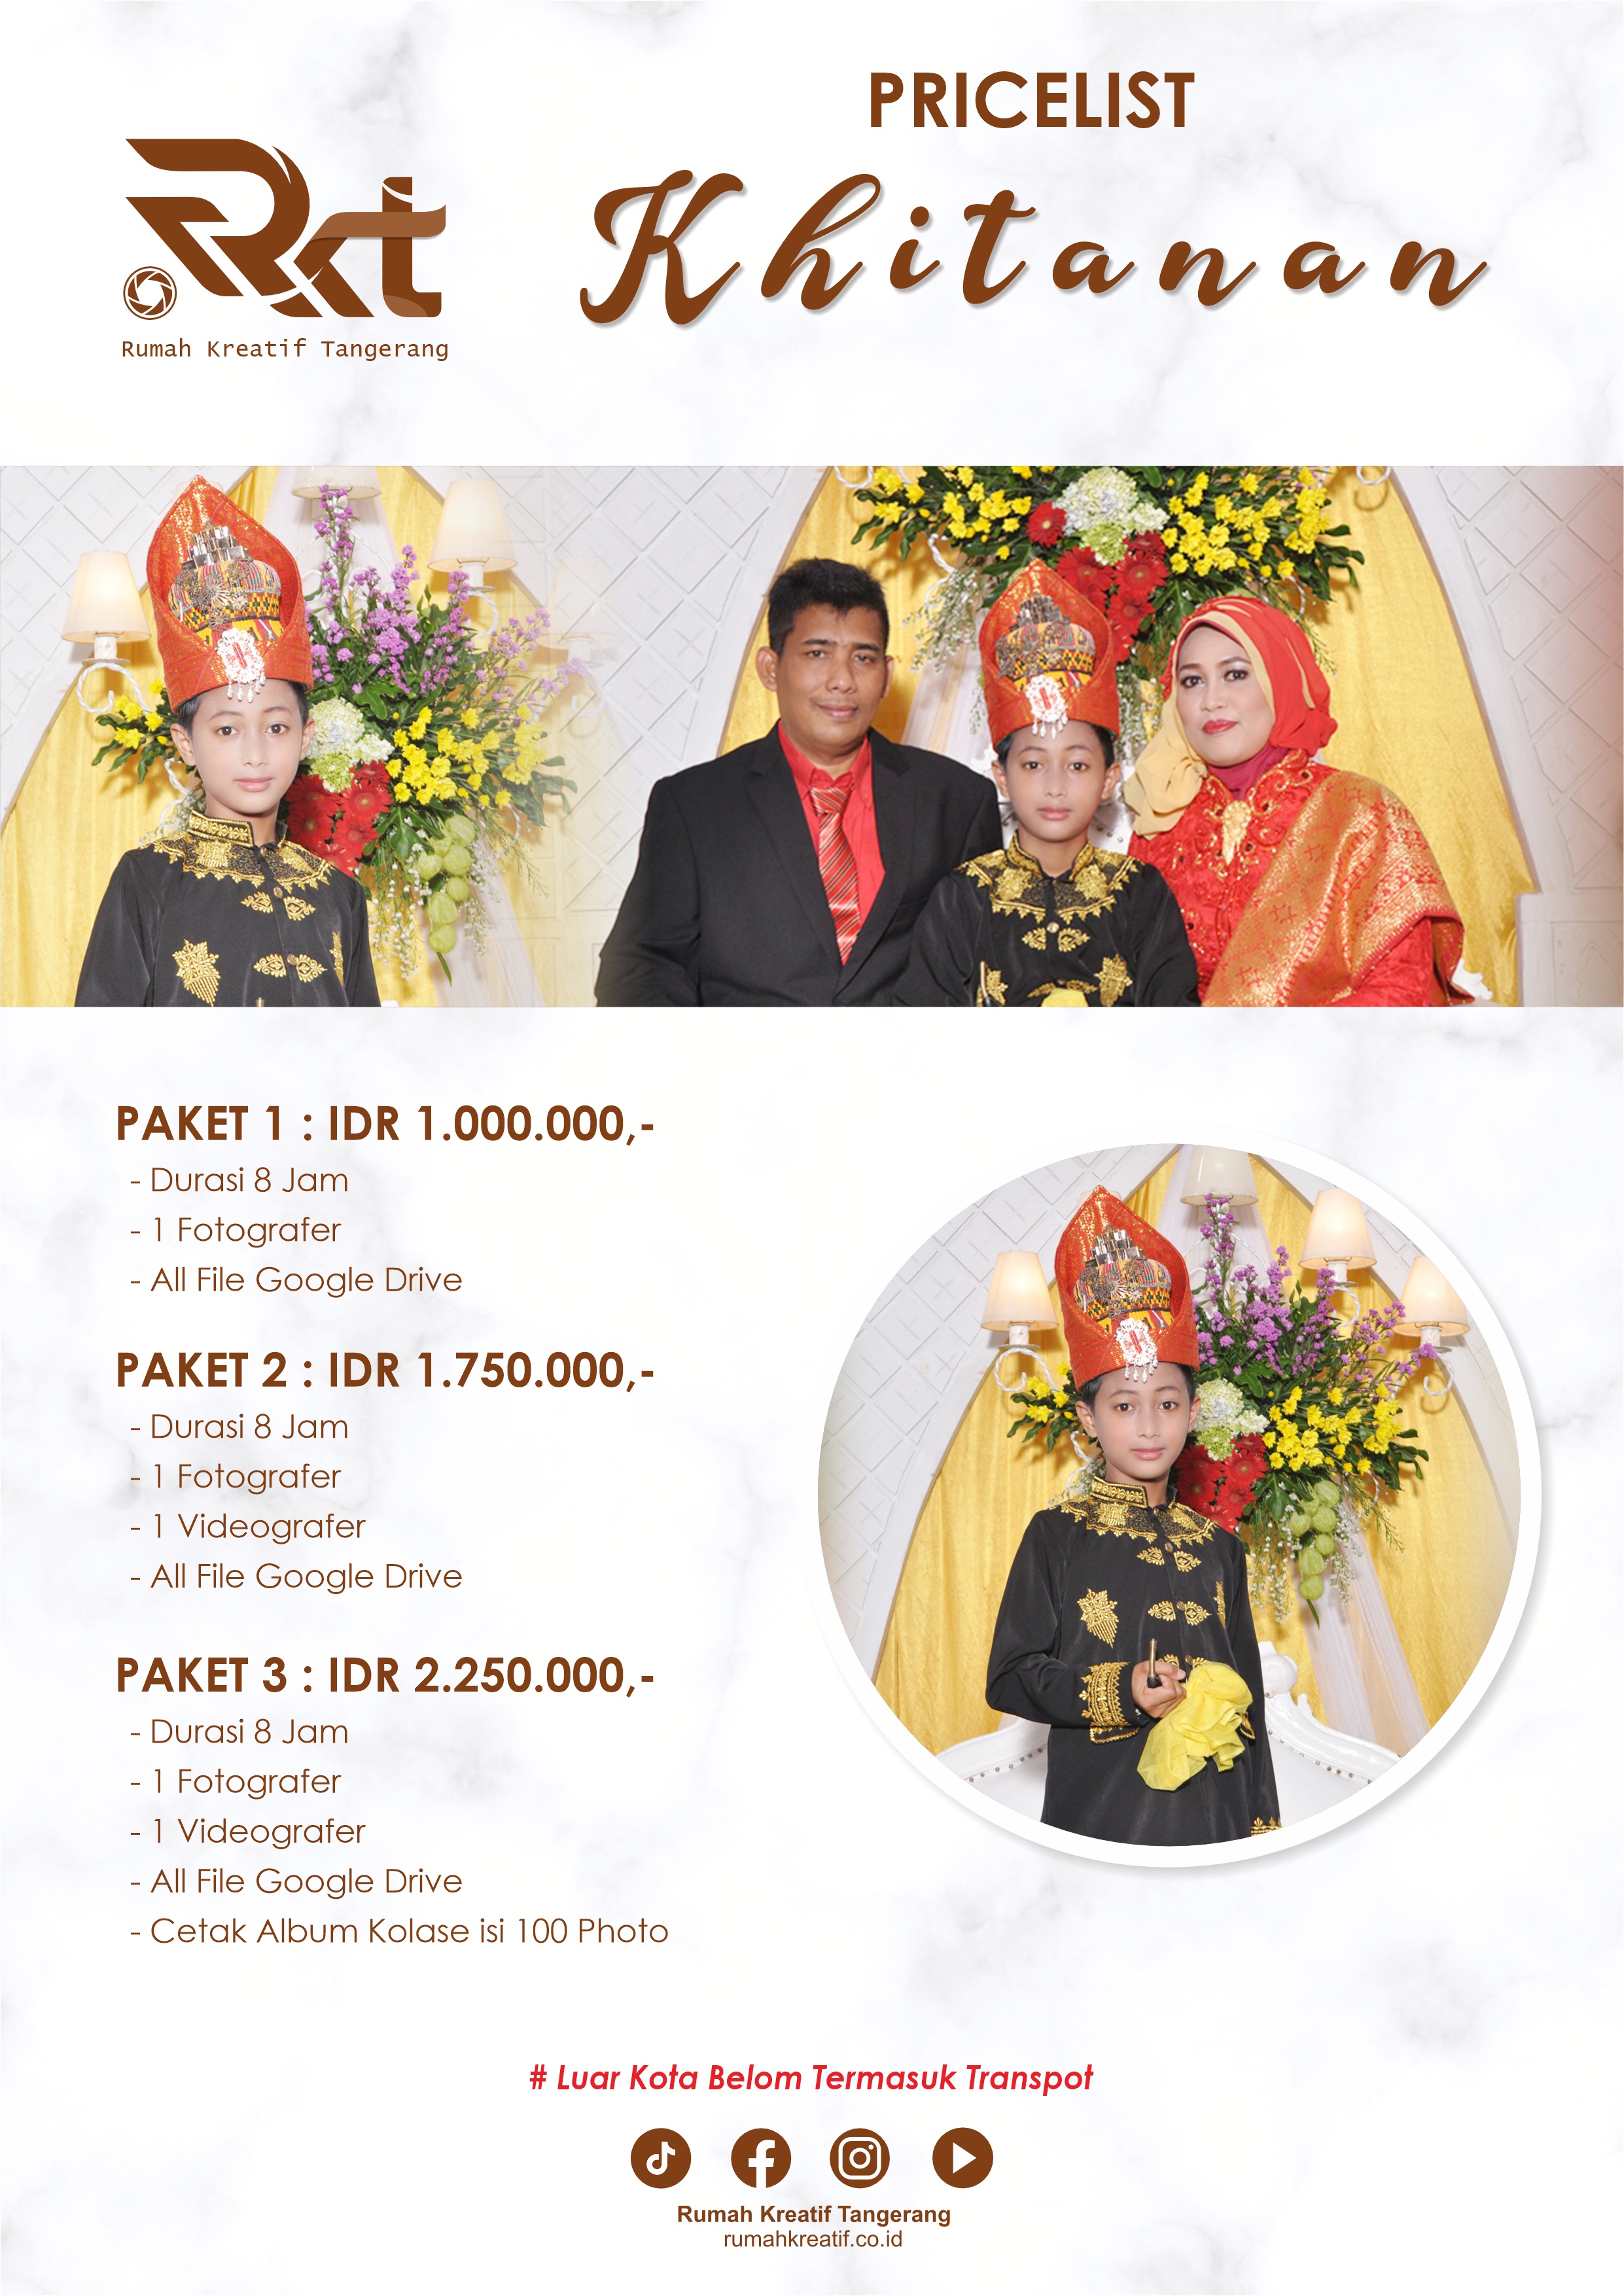 PRICELIST
Khitanan
Rkt
Rumah Kreatif Tangerang
PAKET 1 : IDR 1.000.000,-
- Durasi 8 Jam
- 1 Fotografer
- All File Google Drive
PAKET 2 : IDR 1.750.000,-
- Durasi 8 Jam
- 1 Fotografer
- 1 Videografer
- All File Google Drive
PAKET 3 : IDR 2.250.000,-
- Durasi 8 Jam
- 1 Fotografer
- 1 Videografer
- All File Google Drive
- Cetak Album Kolase isi 100 Photo
# Luar Kota Belom Termasuk Transpot
Rumah Kreatif Tangerang
rumahkreatif.co.id